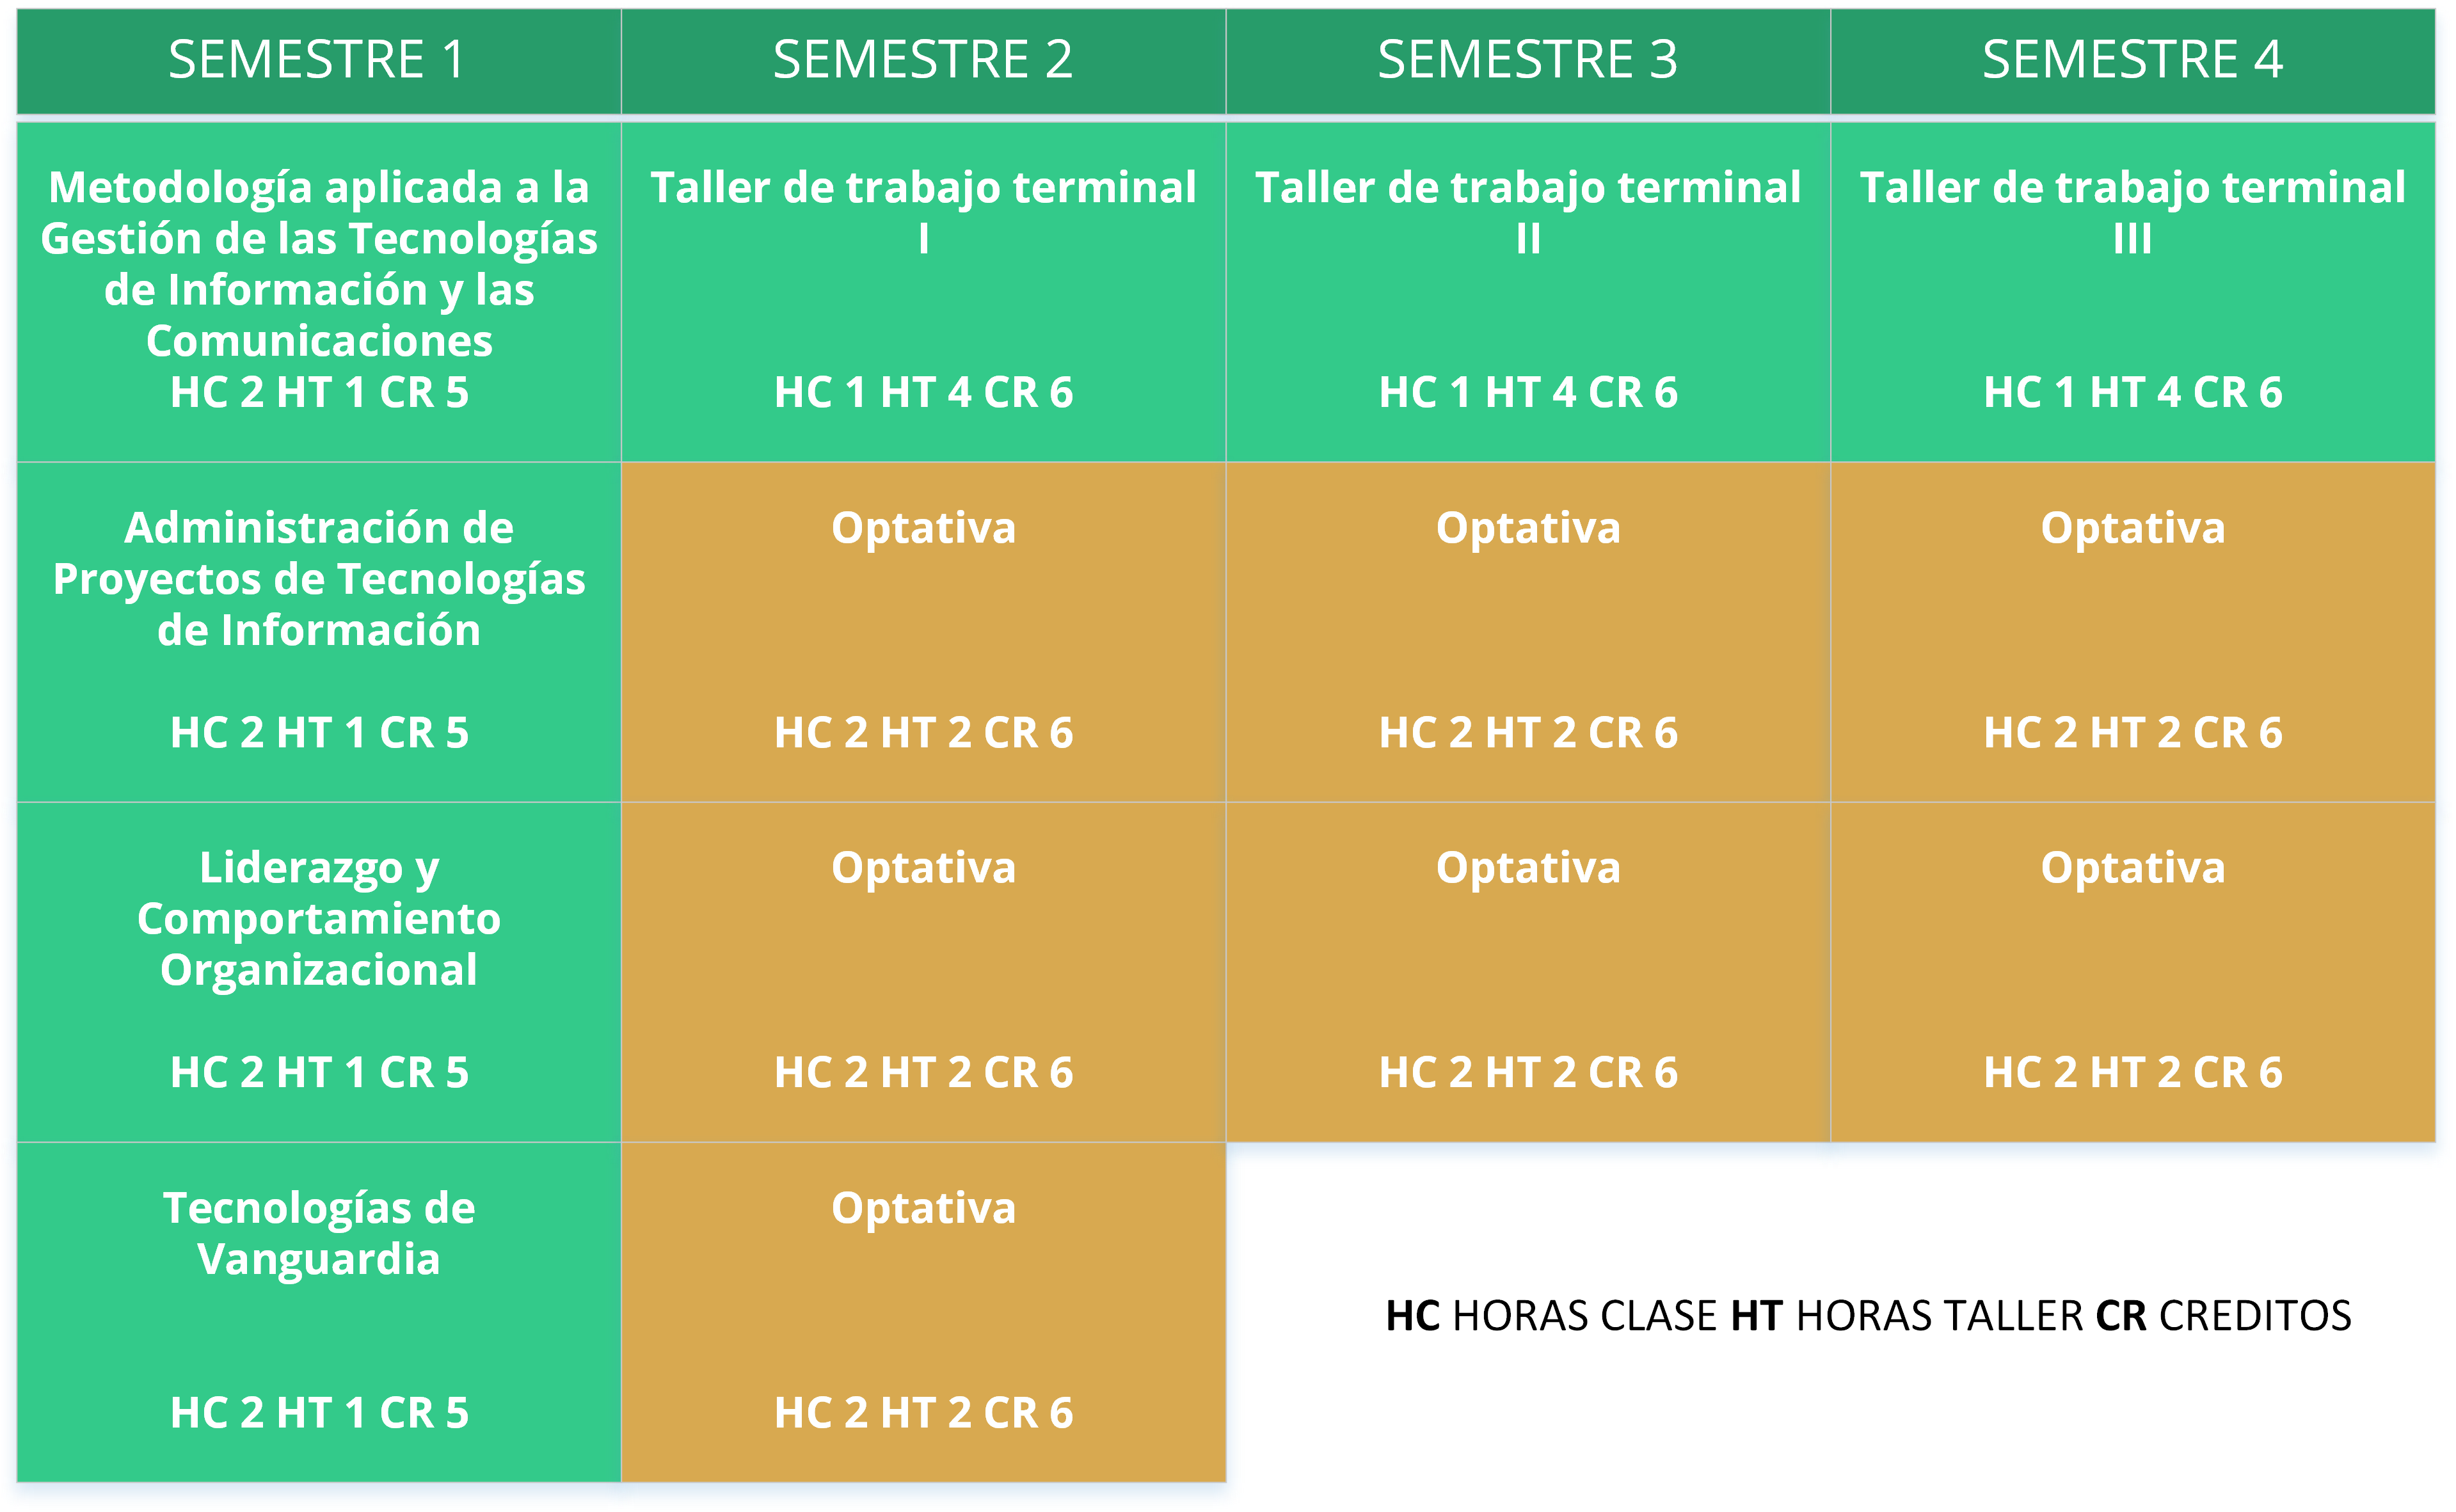 SEMESTRE 1
SEMESTRE 2
SEMESTRE 3
SEMESTRE 4
Metodología aplicada a la
Gestión de las Tecnologías
de Información y las
Comunicaciones
HC 2 HT 1 CR 5
Taller de trabajo terminal
I
HC 1 HT 4 CR 6
Taller de trabajo terminal
II
HC 1 HT 4 CR 6
Taller de trabajo terminal
III
HC 1 HT 4 CR 6
Administración de
Proyectos de Tecnologías
de Información
HC 2 HT 1 CR 5
Optativa
HC 2 HT 2 CR 6
Optativa
HC 2 HT 2 CR 6
Optativa
HC 2 HT 2 CR 6
Liderazgo y
Comportamiento
Organizacional
HC 2 HT 1 CR 5
Optativa
HC 2 HT 2 CR 6
Optativa
HC 2 HT 2 CR 6
Optativa
HC 2 HT 2 CR 6
Tecnologías de
Vanguardia
HC 2 HT 1 CR 5
Optativa
HC 2 HT 2 CR 6
HC HORAS CLASE HT HORAS TALLER CR CREDITOS